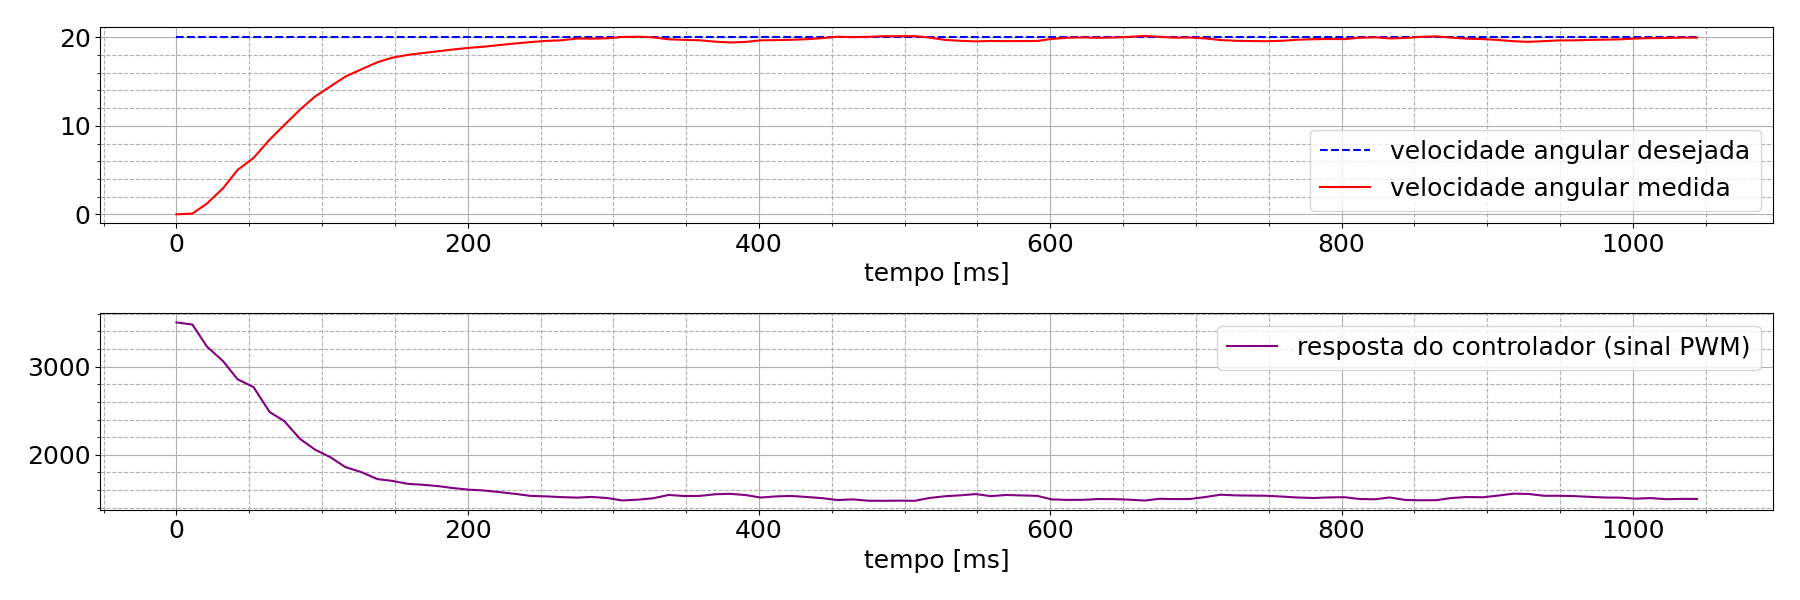 20
10
0
velocidade angular desejada
velocidade angular medida
0 200 400 600 800 1000
tempo [ms]
3000
2000
resposta do controlador (sinal PWM)
0 200 400 600 800 1000
tempo [ms]